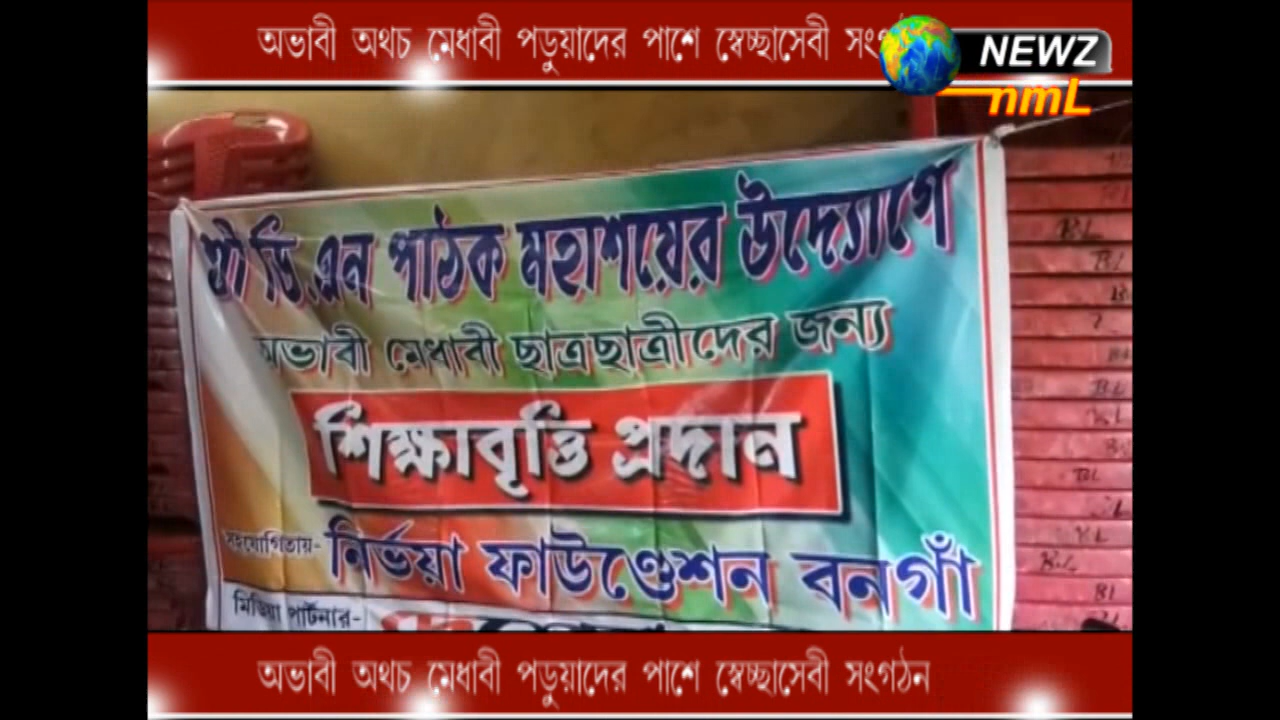 অভাবী অথচ মেধাবী পড়ুয়াদের পাশে স্বেচ্ছাসেবী
NEWZ
nmL
শ্রী ডি.এন পাঠক মহাশয়ের উদ্যোগে
অভাবী মেধাবী ছাত্রছাত্রীদের জন্য
শিক্ষাবৃত্তি প্রদান
সহযোগিতায়- নির্ভয়া ফাউণ্ডেশন বনগাঁ
মিডিয়া পার্টনার-
অভাবী অথচ মেধাবী পড়ুয়াদের পাশে স্বেচ্ছাসেবী সংগঠন